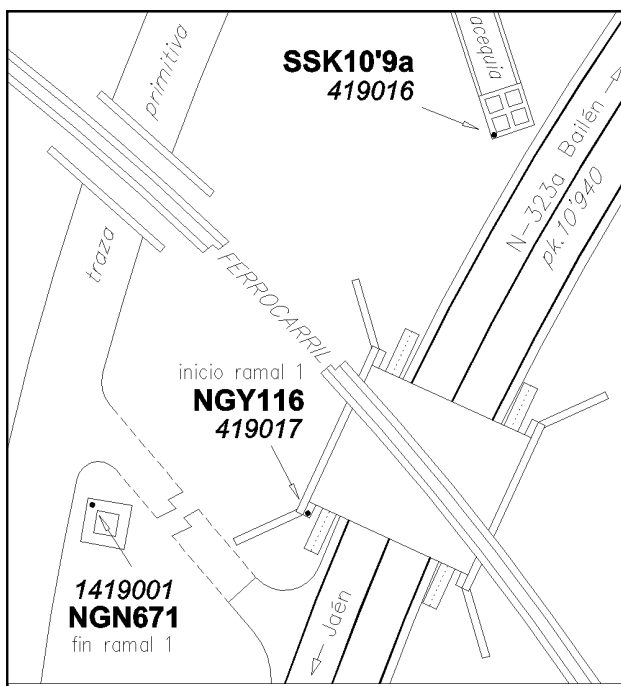 SSK10'9a
419016
acequia
primitiva
traza
FERROCARRIL
N-323a Bailén
pk.10'940
inicio ramal 1
NGY116
419017
1419001
NGN671
fin ramal 1
Jaén